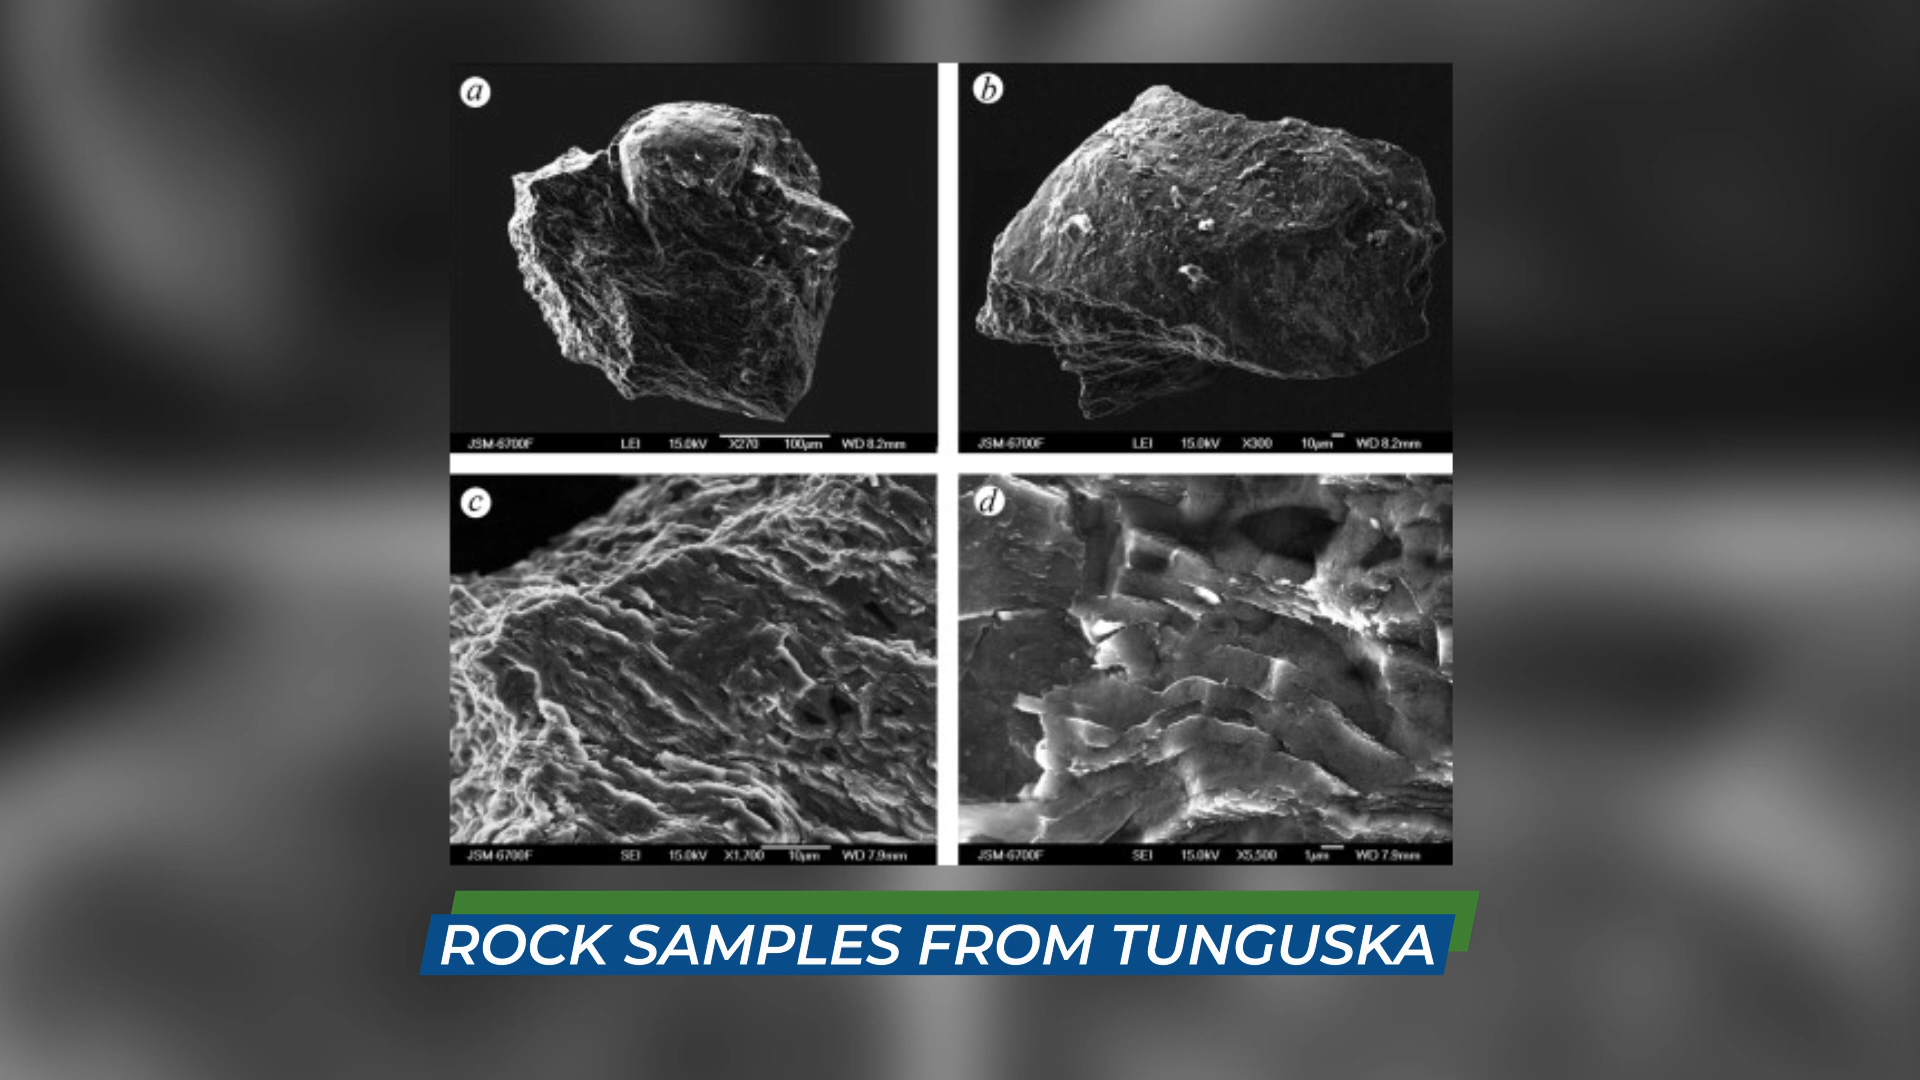 a
b
JSM-6700F LEI 15.0kV X270 100µm WD 8.2mm
JSM-6700F LEI 15.0kV X300 10µm WD 8.2mm
c
d
JSM-6700F SEI 15.0kV X1,700 10µm WD 7.9mm
JSM-6700F SEI 15.0kV X5,500 1µm WD 7.9mm
ROCK SAMPLES FROM TUNGUSKA